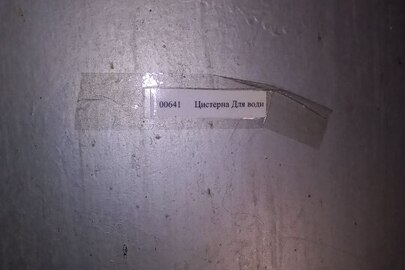 00641 Цистерна Для води